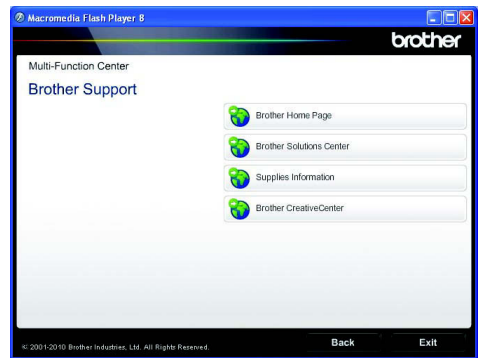 Macromedia Flash Player 8
brother
Multi-Function Center
Brother Support
Brother Home Page
Brother Solutions Center
Supplies Information
Brother CreativeCenter
© 2001-2010 Brother Industries, Ltd. All Rights Reserved.
Back
Exit